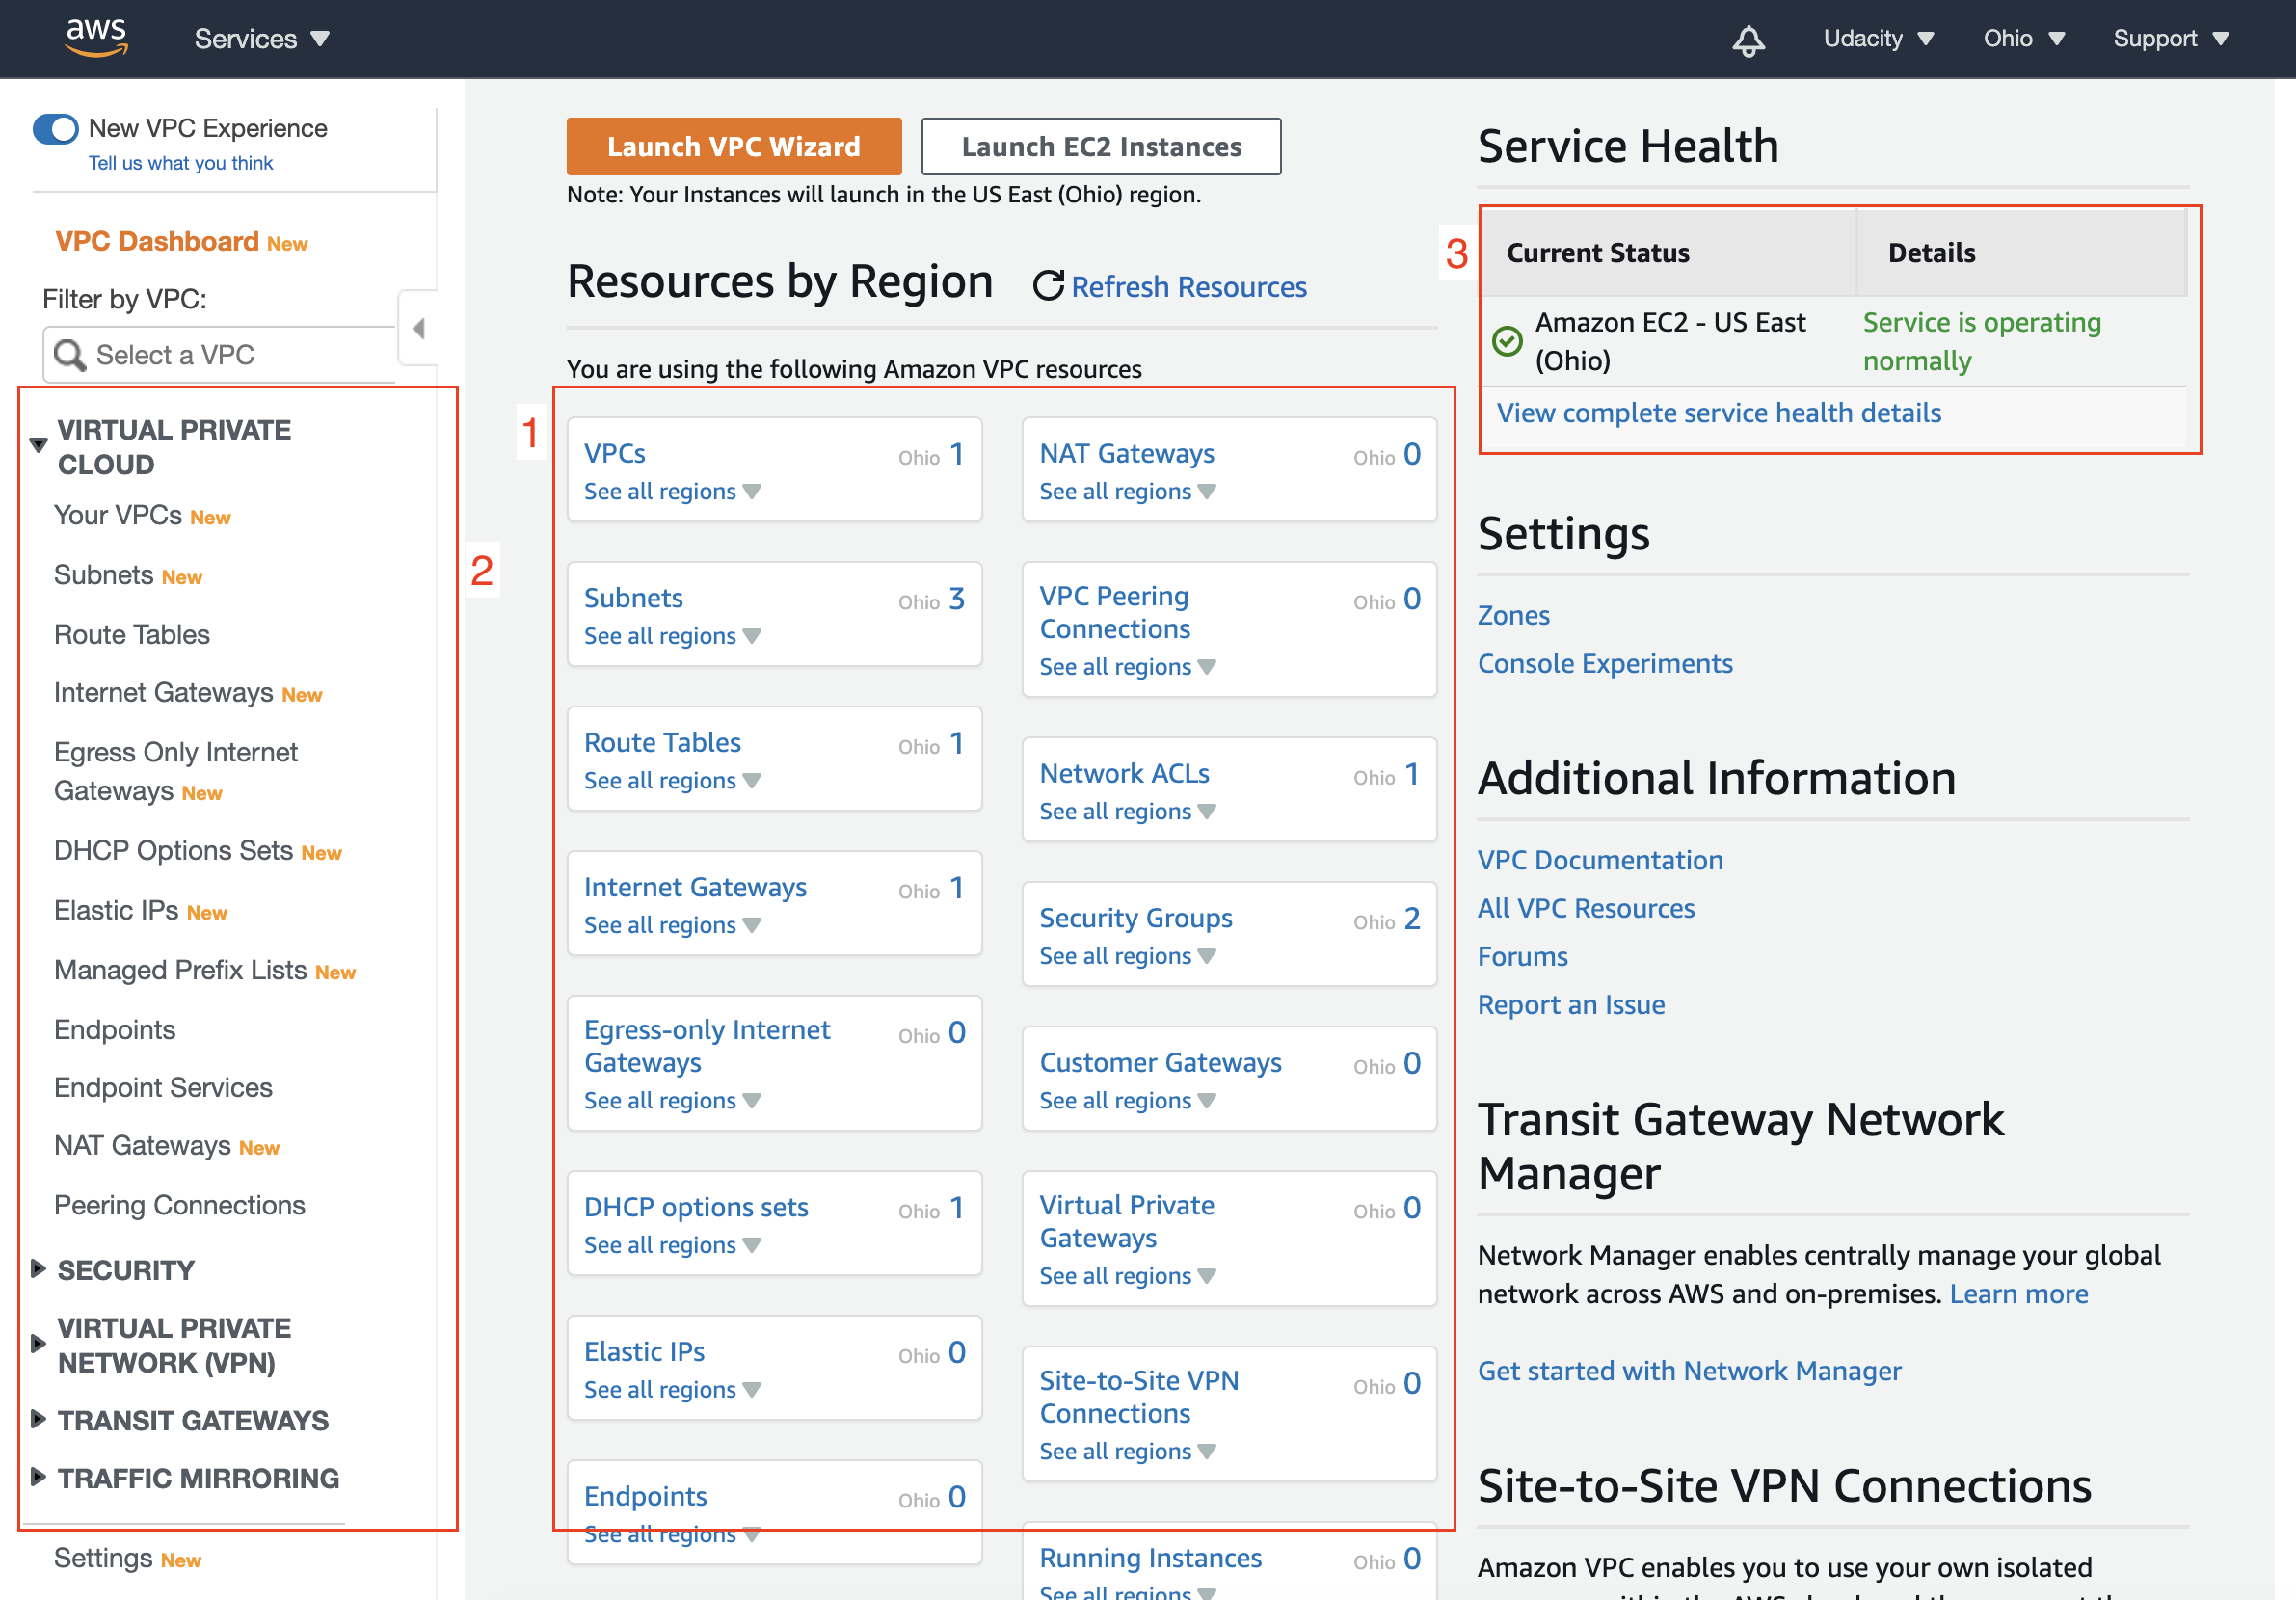 aws
Services
Udacity
Ohio
Support
New VPC Experience
Tell us what you think
VPC Dashboard New
Filter by VPC:
Select a VPC
VIRTUAL PRIVATE
CLOUD
Your VPCs New
Subnets New
Route Tables
Internet Gateways New
Egress Only Internet
Gateways New
DHCP Options Sets New
Elastic IPs New
Managed Prefix Lists New
Endpoints
Endpoint Services
NAT Gateways New
Peering Connections
SECURITY
VIRTUAL PRIVATE
NETWORK (VPN)
TRANSIT GATEWAYS
TRAFFIC MIRRORING
Settings New
2
Launch VPC Wizard
Launch EC2 Instances
Note: Your Instances will launch in the US East (Ohio) region.
Resources by Region
Refresh Resources
You are using the following Amazon VPC resources
1
VPCs Ohio 1
See all regions
Subnets Ohio 3
See all regions
Route Tables Ohio 1
See all regions
Internet Gateways Ohio 1
See all regions
Egress-only Internet Ohio 0
Gateways
See all regions
DHCP options sets Ohio 1
See all regions
Elastic IPs Ohio 0
See all regions
Endpoints Ohio 0
See all regions
NAT Gateways Ohio 0
See all regions
VPC Peering Ohio 0
Connections
See all regions
Network ACLs Ohio 1
See all regions
Security Groups Ohio 2
See all regions
Customer Gateways Ohio 0
See all regions
Virtual Private Ohio 0
Gateways
See all regions
Site-to-Site VPN Ohio 0
Connections
See all regions
Running Instances Ohio 0
See all regions
Service Health
3
Current Status Details
Amazon EC2 - US East
(Ohio)
Service is operating
normally
View complete service health details
Settings
Zones
Console Experiments
Additional Information
VPC Documentation
All VPC Resources
Forums
Report an Issue
Transit Gateway Network
Manager
Network Manager enables centrally manage your global
network across AWS and on-premises. Learn more
Get started with Network Manager
Site-to-Site VPN Connections
Amazon VPC enables you to use your own isolated